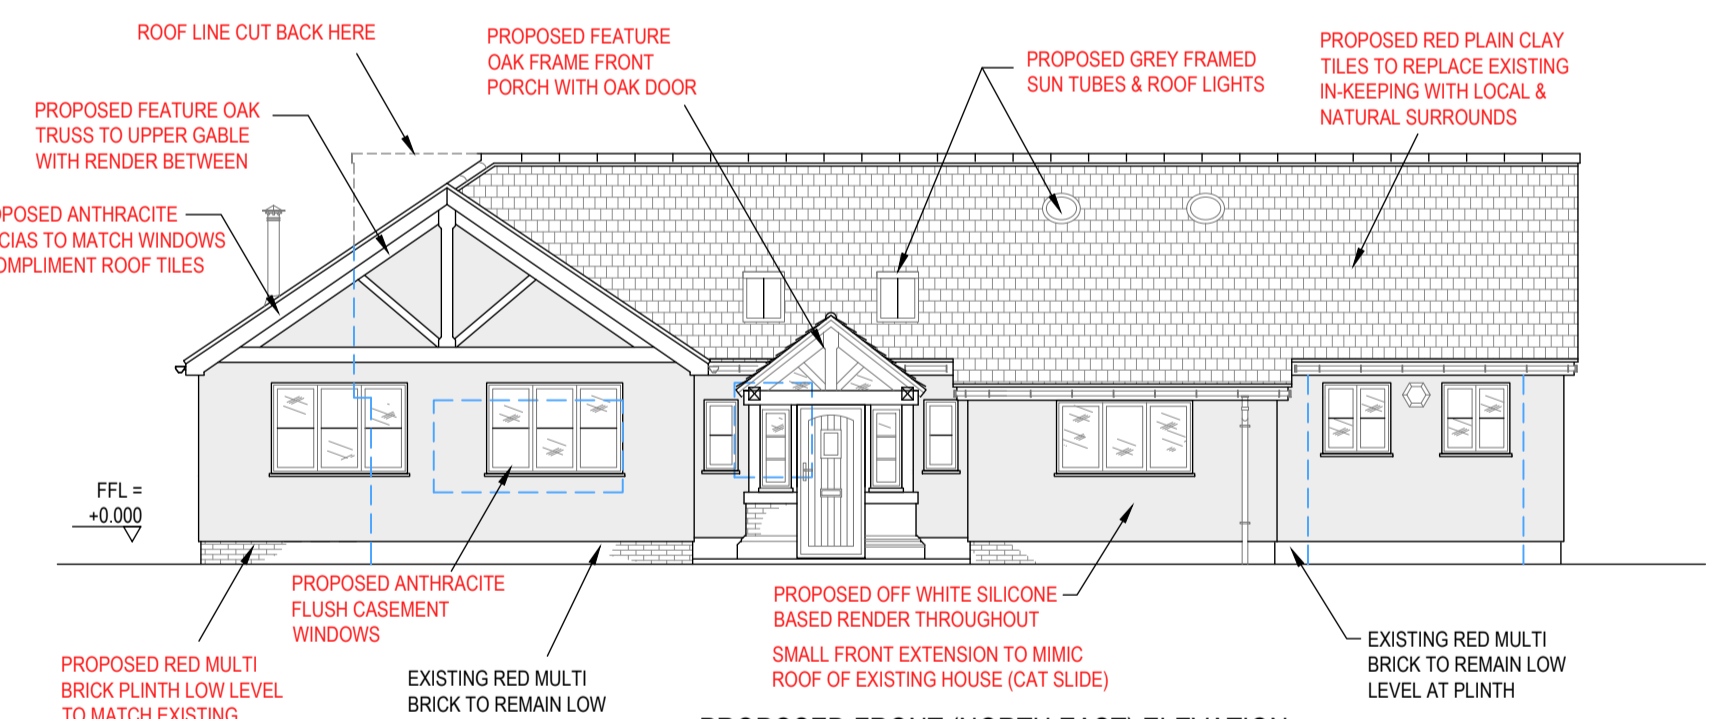 ROOF LINE CUT BACK HERE
PROPOSED FEATURE
OAK FRAME FRONT
PORCH WITH OAK DOOR
PROPOSED GREY FRAMED
SUN TUBES & ROOF LIGHTS
PROPOSED RED PLAIN CLAY
TILES TO REPLACE EXISTING
IN-KEEPING WITH LOCAL &
NATURAL SURROUNDS
PROPOSED FEATURE OAK
TRUSS TO UPPER GABLE
WITH RENDER BETWEEN
ANTHRACITE
TO MATCH WINDOWS
ROOF TILES
FFL =
+0.000
PROPOSED ANTHRACITE
FLUSH CASEMENT
WINDOWS
PROPOSED RED MULTI
BRICK PLINTH LOW LEVEL
TO MATCH EXISTING
EXISTING RED MULTI
BRICK TO REMAIN LOW
PROPOSED OFF WHITE SILICONE
BASED RENDER THROUGHOUT
SMALL FRONT EXTENSION TO MIMIC
ROOF OF EXISTING HOUSE (CAT SLIDE)
EXISTING RED MULTI
BRICK TO REMAIN LOW
LEVEL AT PLINTH
PROPOSED FRONT (NORTH EAST) ELEVATION